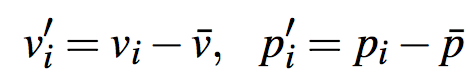 v′ᵢ = vᵢ − v̄,   p′ᵢ = pᵢ − p̄